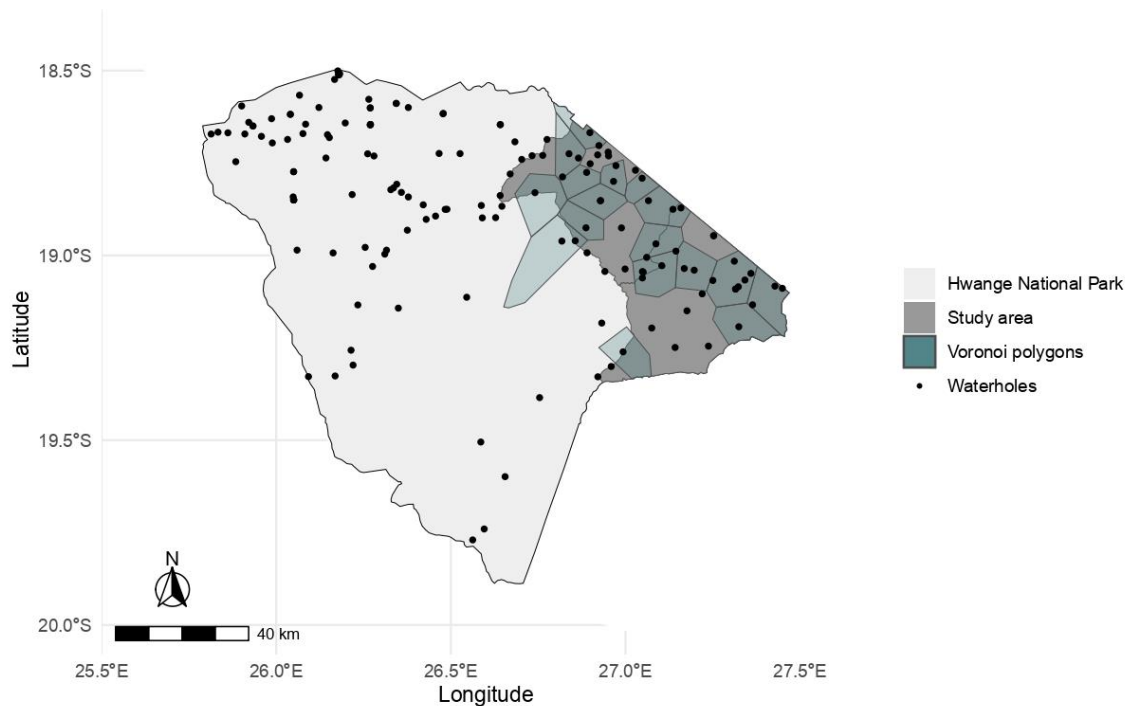 18.5°S
19.0°S
19.5°S
20.0°S
Latitude
Hwange National Park
Study area
Voronoi polygons
Waterholes
N
40 km
25.5°E 26.0°E 26.5°E 27.0°E 27.5°E
Longitude